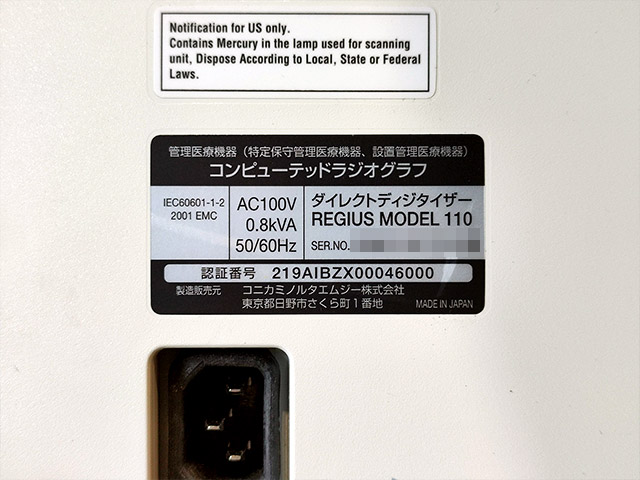 Notification for US only.
Contains Mercury in the lamp used for scanning
unit, Dispose According to Local, State or Federal
Laws.
管理医療機器（特定保守管理医療機器、設置管理医療機器）
コンピューテッドラジオグラフ
IEC60601-1-2
2001 EMC
AC100V
0.8kVA
50/60Hz
ダイレクトディジタイザー
REGIUS MODEL 110
SER.NO.
認証番号 219AIBZX00046000
製造販売元 コニカミノルタエムジー株式会社
東京都日野市さくら町1番地
MADE IN JAPAN